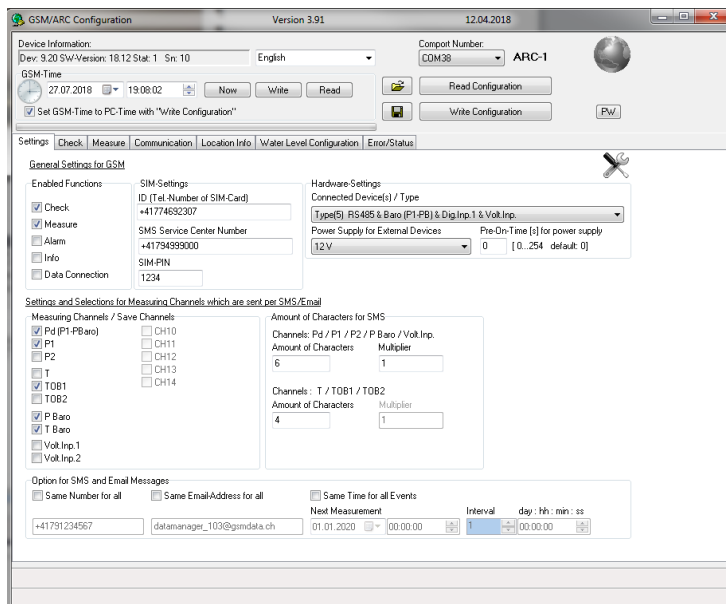 GSM/ARC Configuration Version 3.91 12.04.2018
Device Information:
Dev: 9.20 SW-Version: 18.12 Stat: 1 Sn: 10
English
Comport Number:
COM38
ARC-1
GSM-Time
27.07.2018 19:08:02 Now Write Read
Set GSM-Time to PC-Time with "Write Configuration"
Read Configuration
Write Configuration
PW
Settings Check Measure Communication Location Info Water Level Configuration Error/Status
General Settings for GSM
Enabled Functions
Check
Measure
Alarm
Info
Data Connection
SIM-Settings
ID (Tel.-Number of SIM-Card)
+41774692307
SMS Service Center Number
+41794999000
SIM-PIN
1234
Hardware-Settings
Connected Device(s) / Type
Type(5) RS485 & Baro (P1-PB) & Dig.Inp.1 & Volt.Inp.
Power Supply for External Devices
12 V
Pre-On-Time [s] for power supply
0 [ 0...254 default: 0]
Settings and Selections for Measuring Channels which are sent per SMS/Email
Measuring Channels / Save Channels
Pd (P1-PBaro)
P1
P2
T
TOB1
TOB2
P Baro
T Baro
Volt.Inp.1
Volt.Inp.2
CH10
CH11
CH12
CH13
CH14
Amount of Characters for SMS
Channels: Pd / P1 / P2 / P Baro / Volt.Inp.
Amount of Characters Multiplier
6 1
Channels : T / TOB1 / TOB2
Amount of Characters Multiplier
4 1
Option for SMS and Email Messages
Same Number for all Same Email-Address for all Same Time for all Events
Next Measurement Interval day : hh : min : ss
+41791234567 datamanager_103@gsmdata.ch 01.01.2020 00:00:00 1 00:00:00